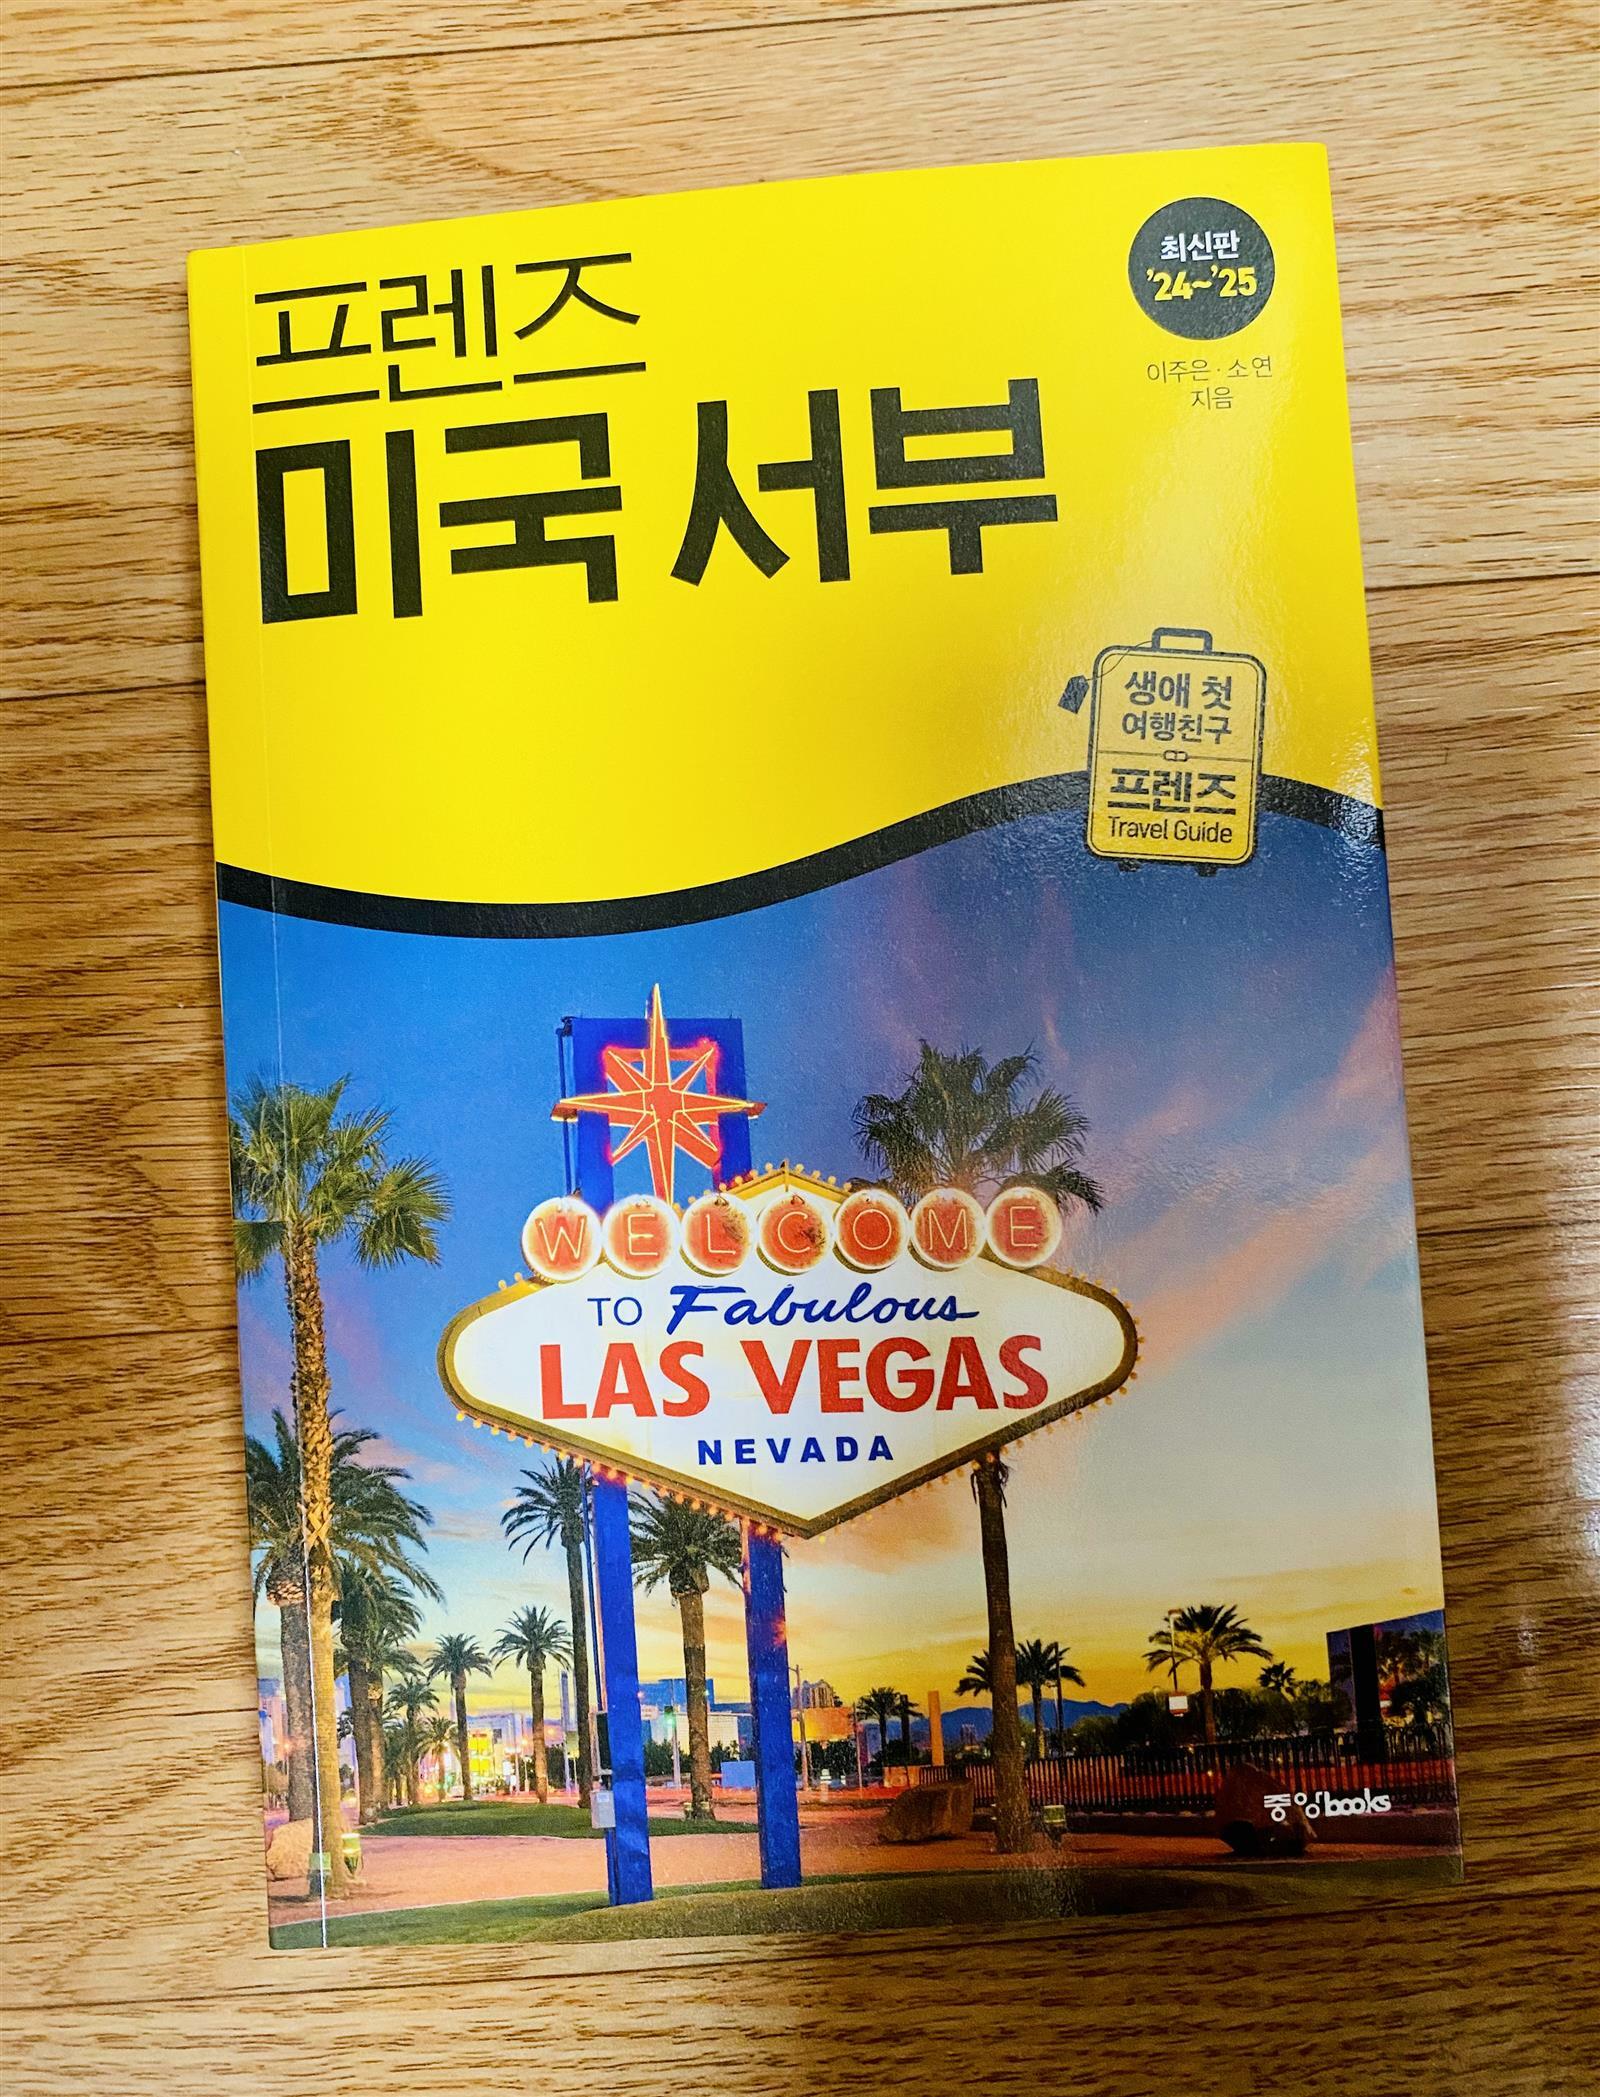 프렌즈
미국 서부
최신판
'24~'25
이주은·소연
지음
생애 첫
여행친구
프렌즈
Travel Guide
WELCOME
TO Fabulous
LAS VEGAS
NEVADA
중앙books